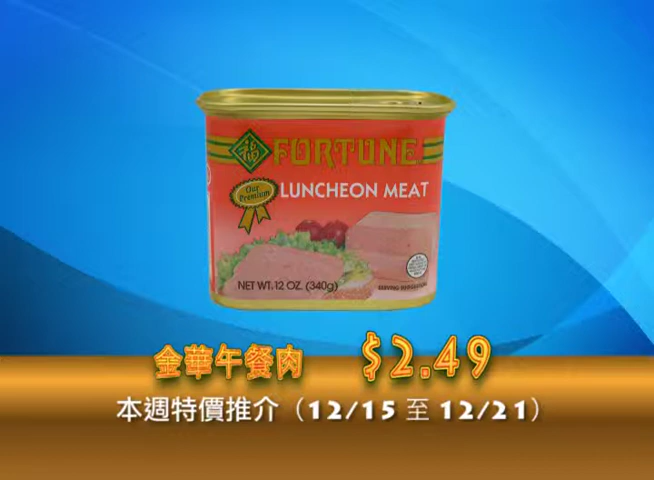 福 FORTUNE
Our Premium
LUNCHEON MEAT
NET WT. 12 OZ. (340g)
金華午餐肉 $2.49
本週特價推介（12/15 至 12/21）